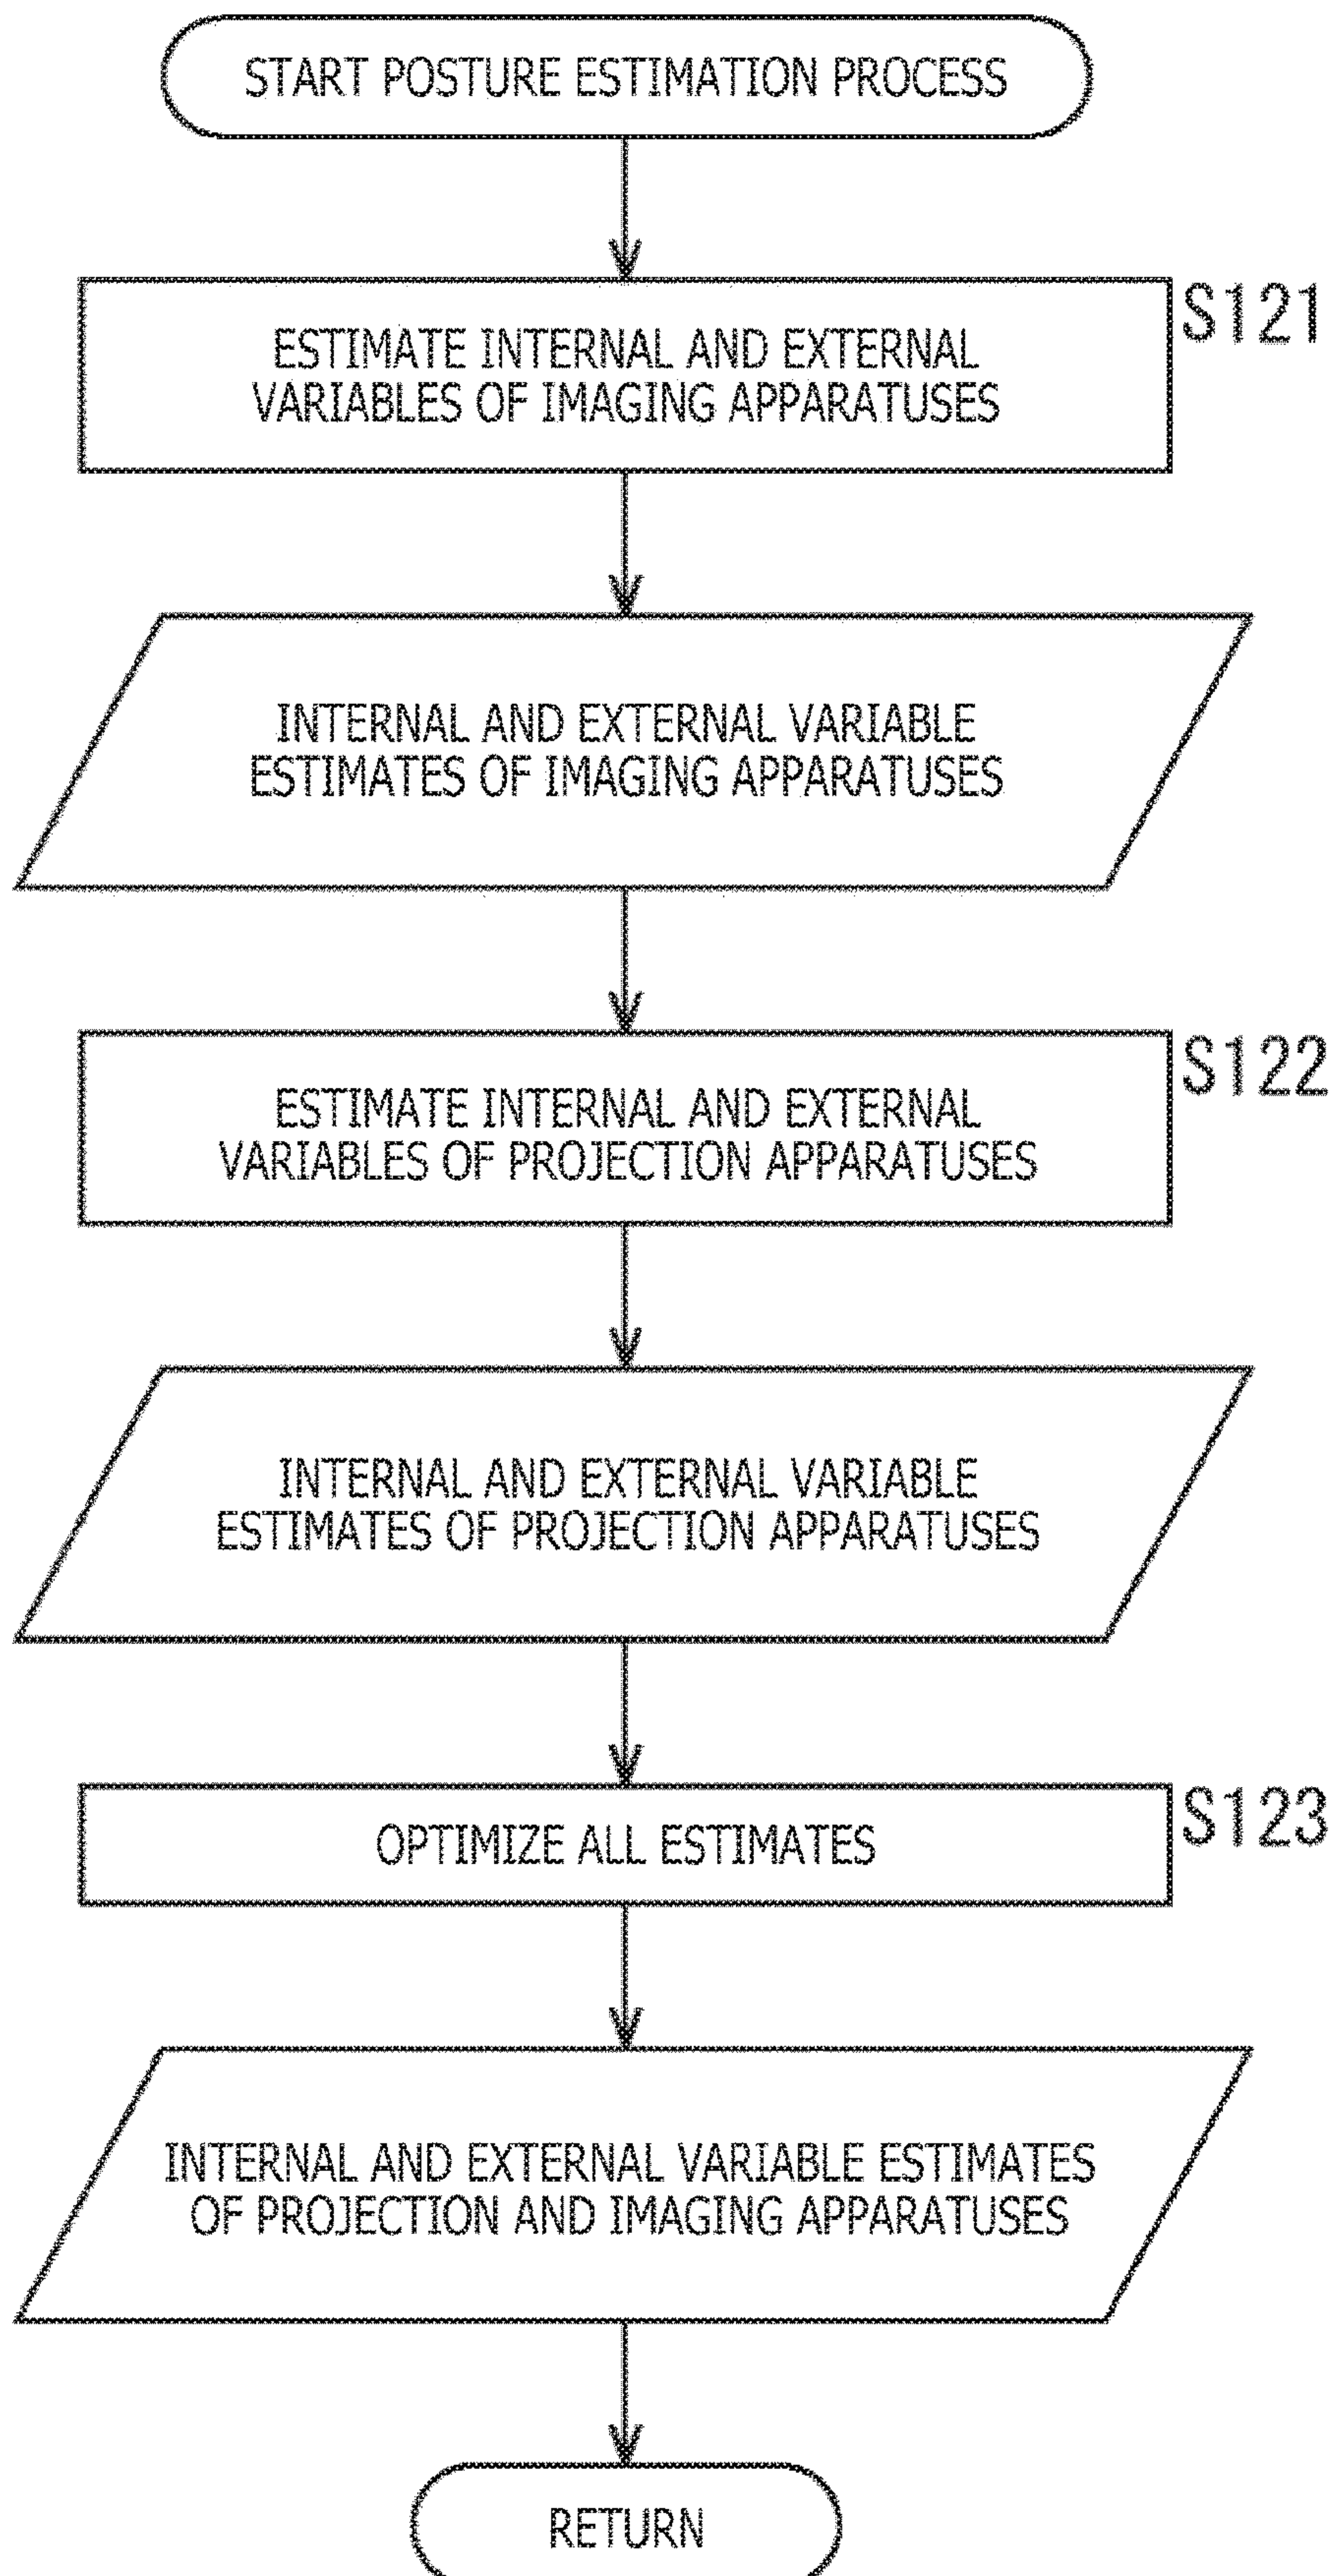 START POSTURE ESTIMATION PROCESS
S121
ESTIMATE INTERNAL AND EXTERNAL
VARIABLES OF IMAGING APPARATUSES
INTERNAL AND EXTERNAL VARIABLE
ESTIMATES OF IMAGING APPARATUSES
S122
ESTIMATE INTERNAL AND EXTERNAL
VARIABLES OF PROJECTION APPARATUSES
INTERNAL AND EXTERNAL VARIABLE
ESTIMATES OF PROJECTION APPARATUSES
S123
OPTIMIZE ALL ESTIMATES
INTERNAL AND EXTERNAL VARIABLE ESTIMATES
OF PROJECTION AND IMAGING APPARATUSES
RETURN